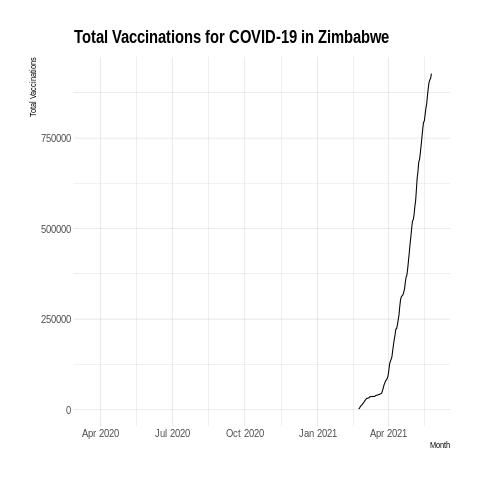 Total Vaccinations for COVID-19 in Zimbabwe
Total Vaccinations
750000
500000
250000
0
Apr 2020 Jul 2020 Oct 2020 Jan 2021 Apr 2021
Month